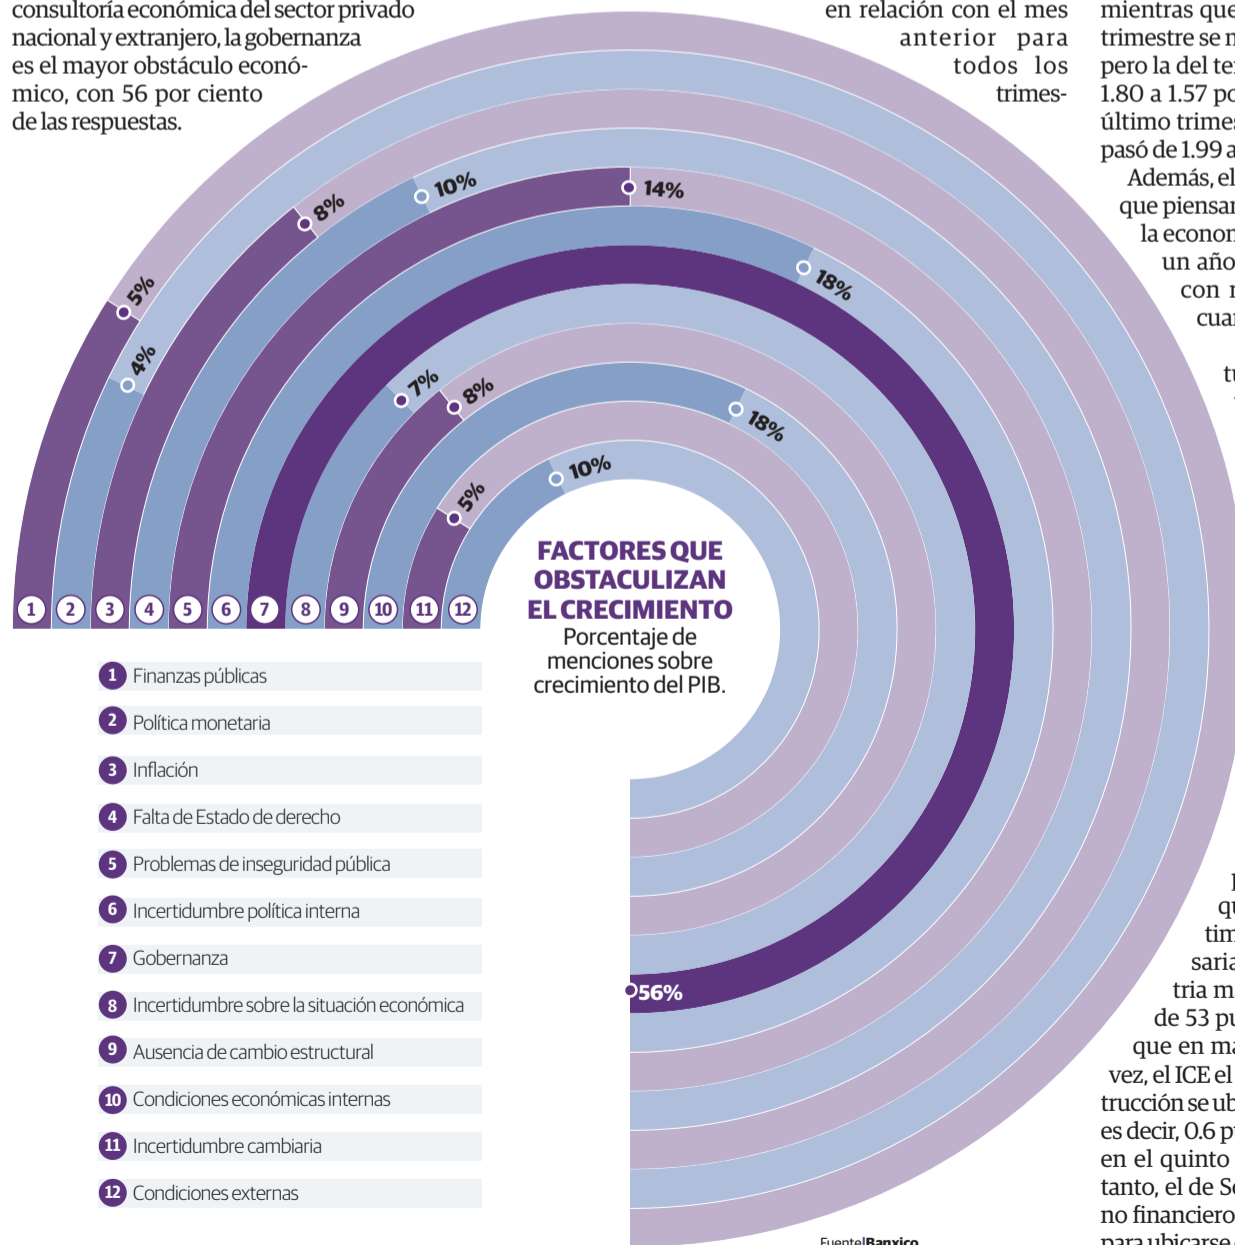 consultoría económica del sector privado
nacional y extranjero, la gobernanza
es el mayor obstáculo econó-
mico, con 56 por ciento
de las respuestas.
en relación con el mes
anterior para
todos los
trimes-
mientras que
trimestre se
pero la del
1.80 a 1.57
último
pasó de 1.99 a
Además, el
que
la
un año
con
5%
4%
8%
10%
14%
18%
56%
7%
8%
18%
5%
10%
1 2 3 4 5 6 7 8 9 10 11 12
FACTORES QUE
OBSTACULIZAN
EL CRECIMIENTO
Porcentaje de
menciones sobre
crecimiento del PIB.
1 Finanzas públicas
2 Política monetaria
3 Inflación
4 Falta de Estado de derecho
5 Problemas de inseguridad pública
6 Incertidumbre política interna
7 Gobernanza
8 Incertidumbre sobre la situación económica
9 Ausencia de cambio estructural
10 Condiciones económicas internas
11 Incertidumbre cambiaria
12 Condiciones externas
de 53
que en
vez, el ICE el
trucción se
es decir, 0.6
en el quinto
tanto, el de
no financiero
para ubicarse
Fuente|Banxico